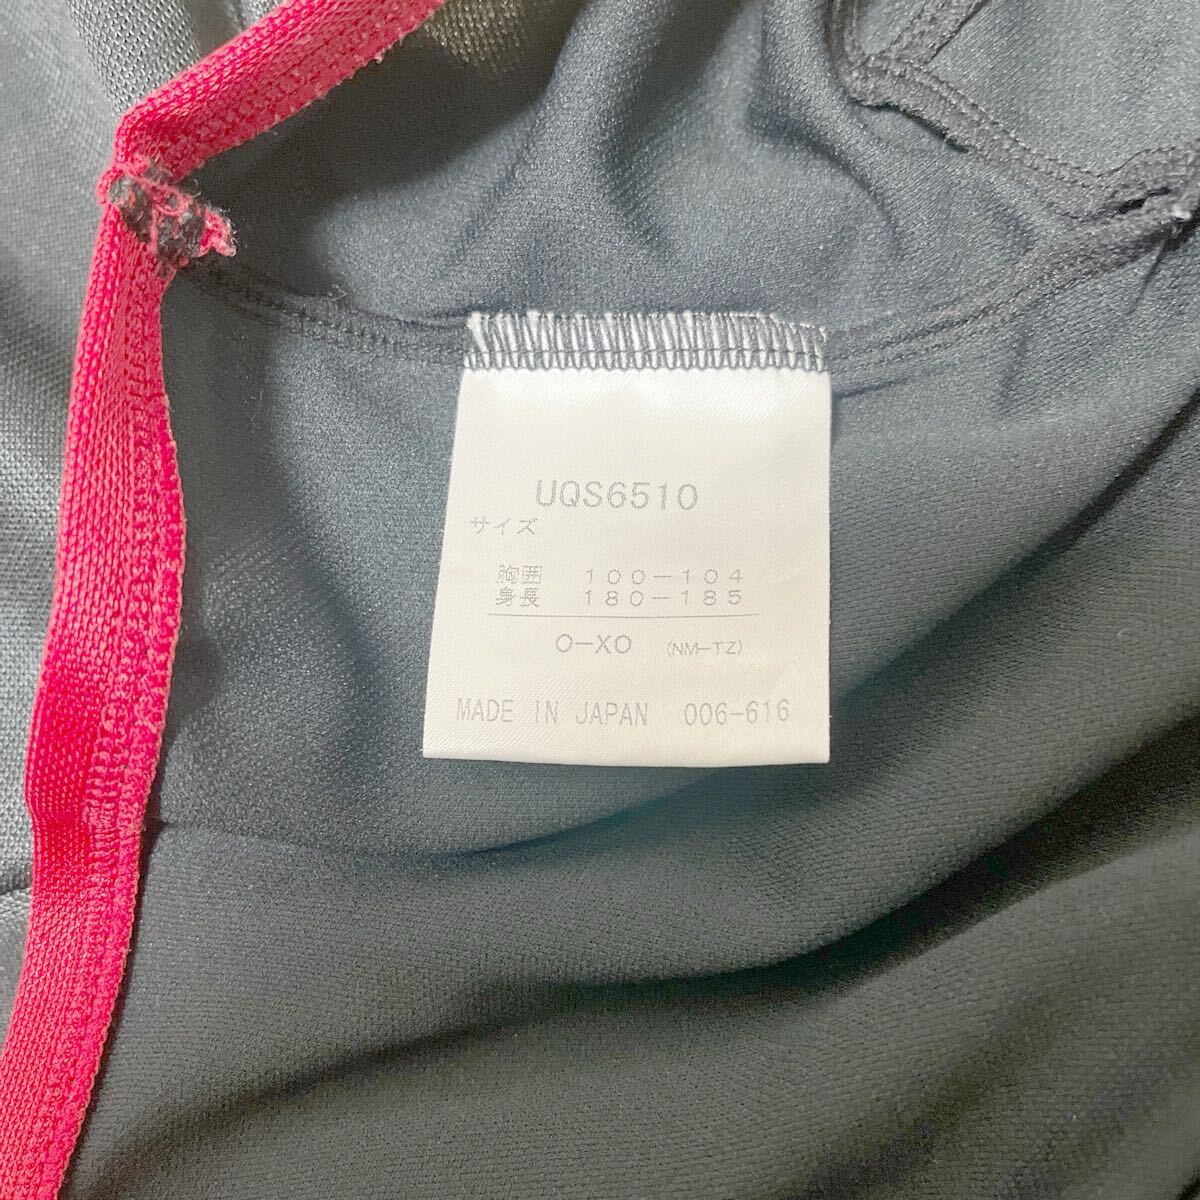 UQS6510
サイズ
胸囲 100-104
身長 180-185
O-XO (NM-TZ)
MADE IN JAPAN 006-616